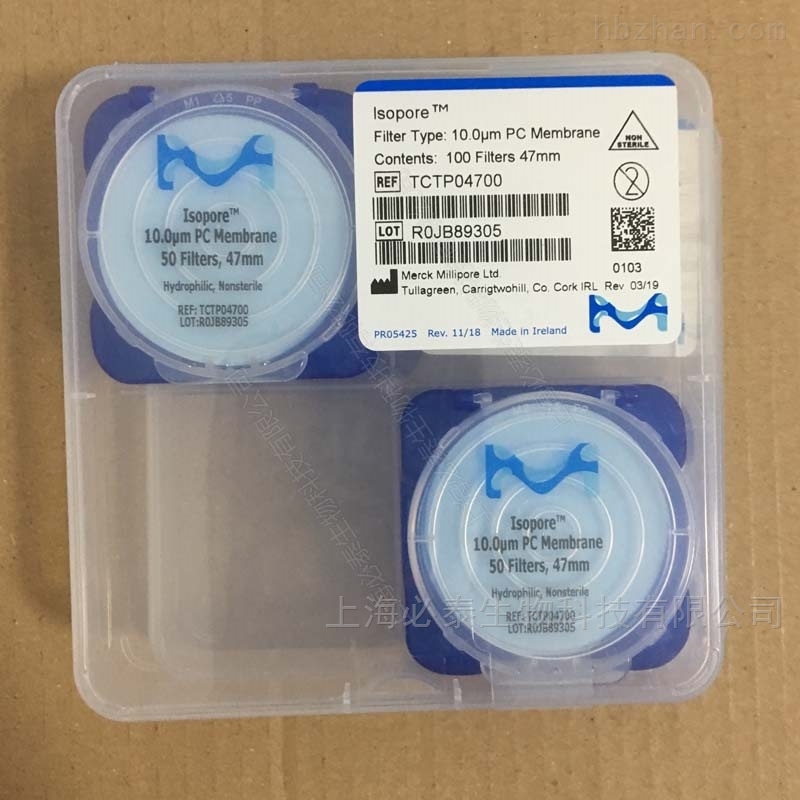 hbzhan.com
M1 5 PP
Isopore™
10.0µm PC Membrane
50 Filters, 47mm
Hydrophilic, Nonsterile
REF: TCTP04700
LOT:R0JB89305
Isopore™
Filter Type: 10.0µm PC Membrane
Contents: 100 Filters 47mm
REF TCTP04700
LOT R0JB89305
NON
STERILE
2
0103
Merck Millipore Ltd.
Tullagreen, Carrigtwohill, Co. Cork IRL Rev 03/19
PR05425 Rev. 11/18 Made in Ireland
Isopore™
10.0µm PC Membrane
50 Filters, 47mm
Hydrophilic, Nonsterile
REF: TCTP04700
LOT:R0JB89305
上海必泰生物科技有限公司